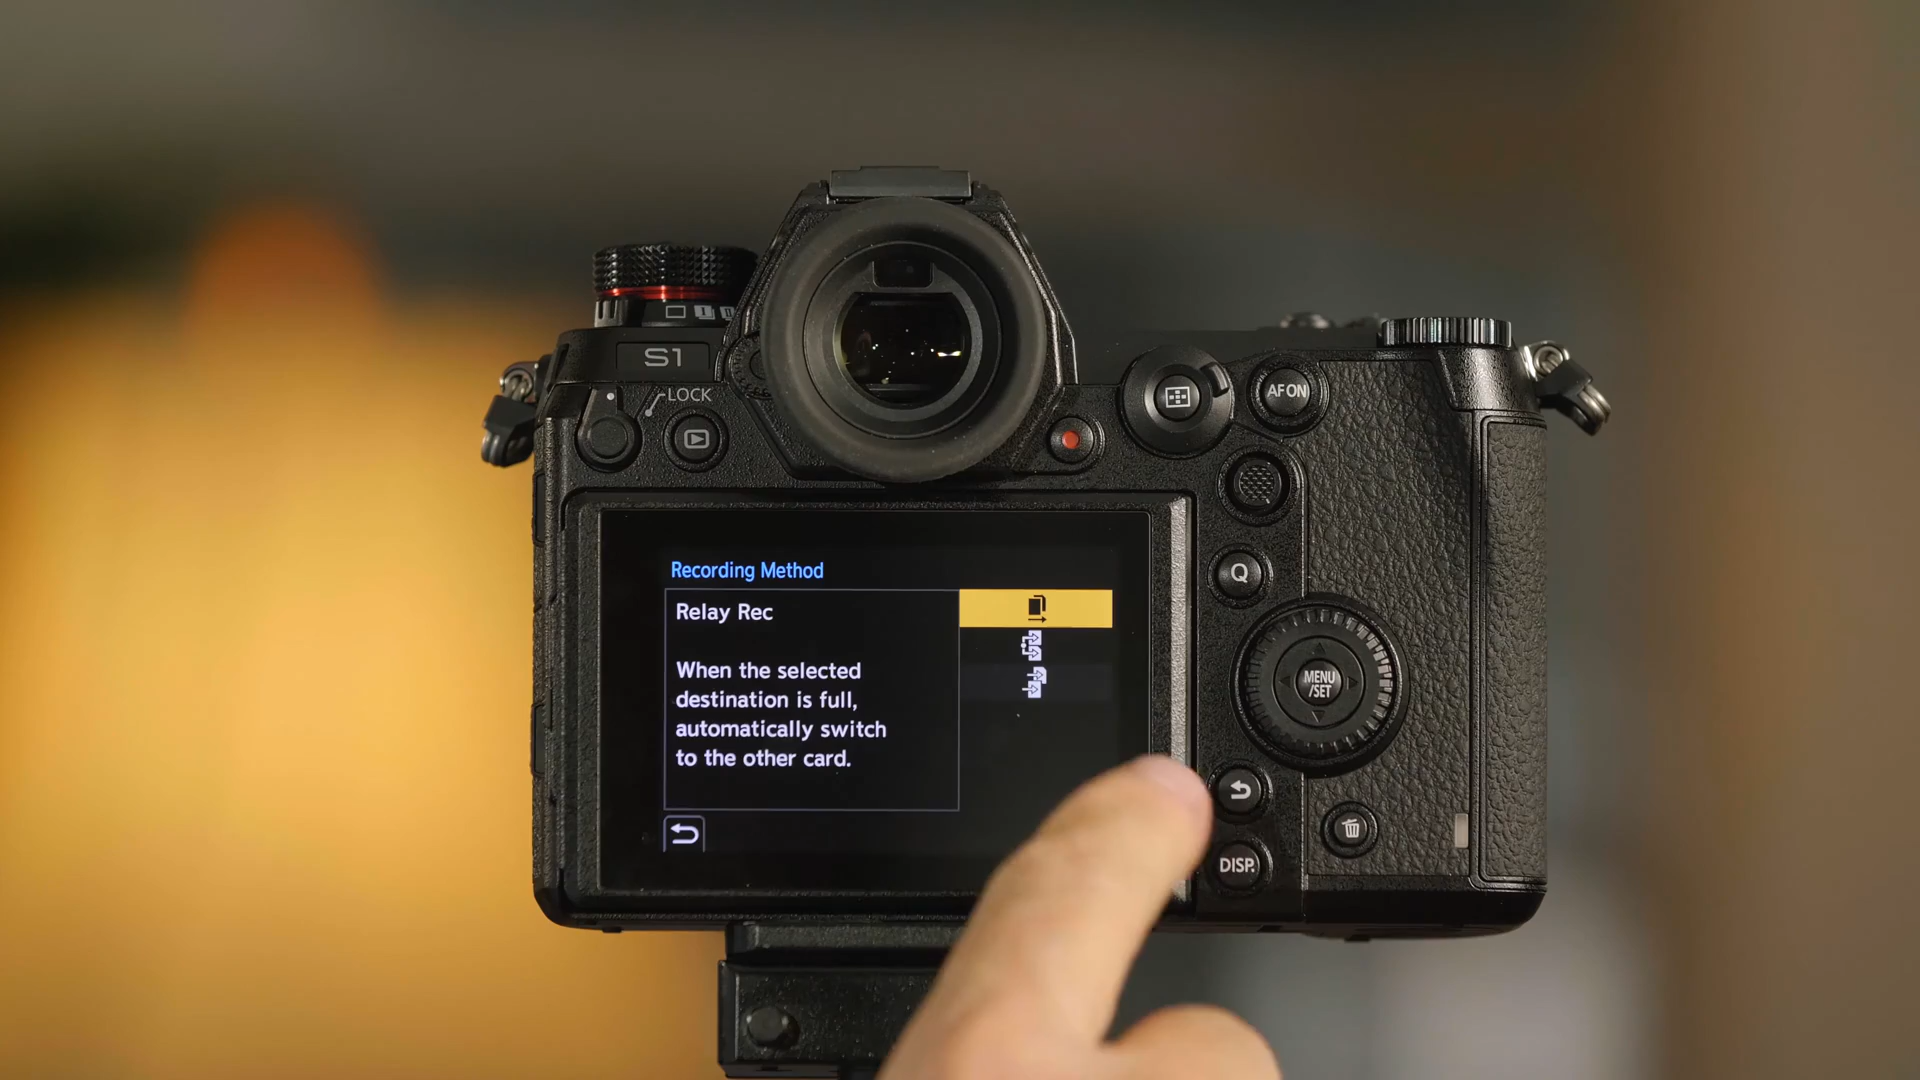 S1
LOCK
AF ON
Q
Recording Method
Relay Rec
When the selected
destination is full,
automatically switch
to the other card.
MENU
/SET
DISP.